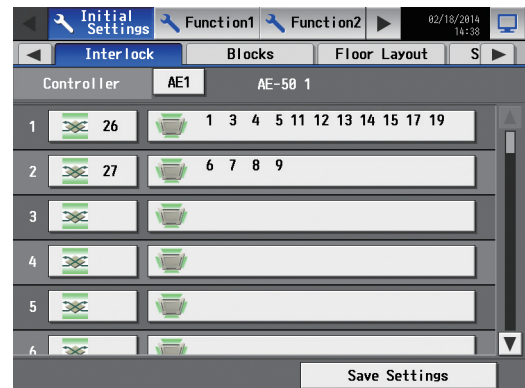 Initial Settings Function1 Function2 02/18/2014 14:38
Interlock Blocks Floor Layout S
Controller AE1 AE-50 1
1 26 1 3 4 5 11 12 13 14 15 17 19
2 27 6 7 8 9
3
4
5
6
Save Settings